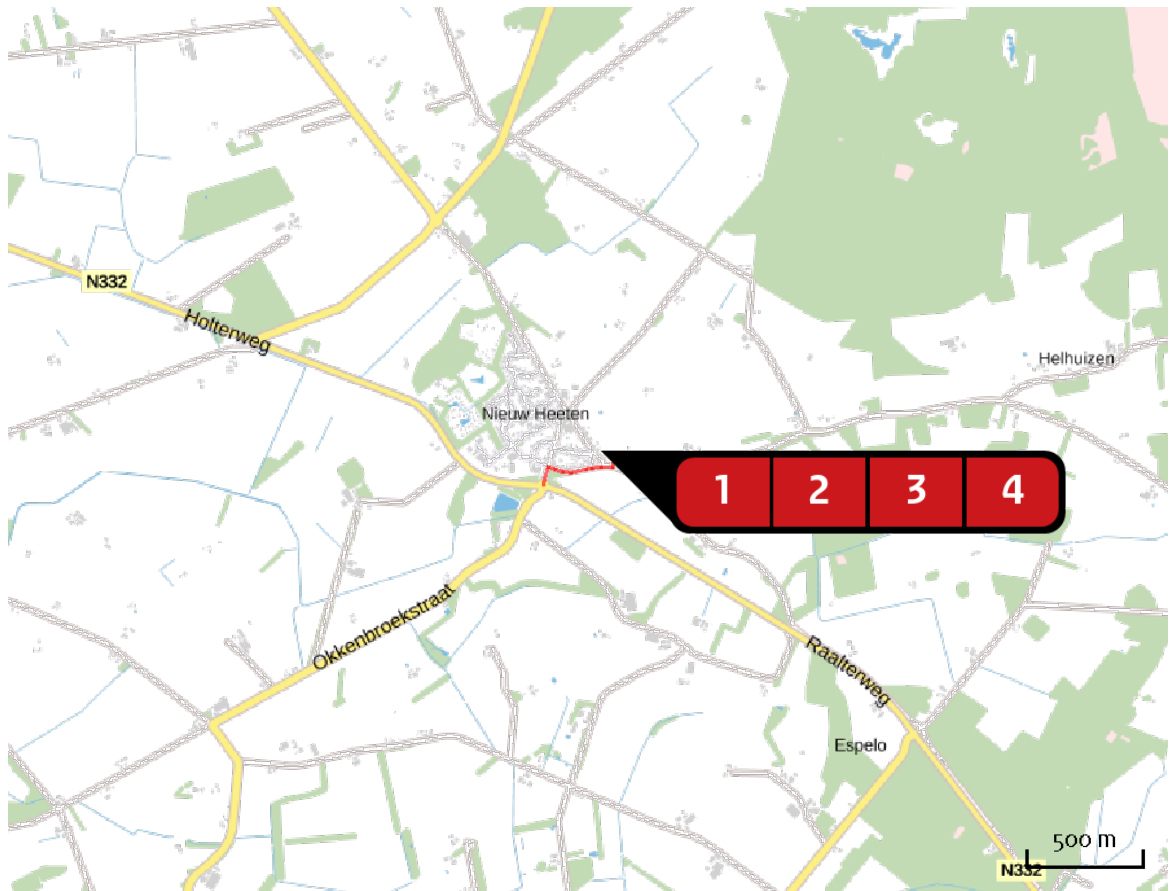 N332
Holterweg
Helhuizen
Nieuw Heeten
1 2 3 4
Okkenbroekstraat
Raalterweg
Espelo
500 m
N332